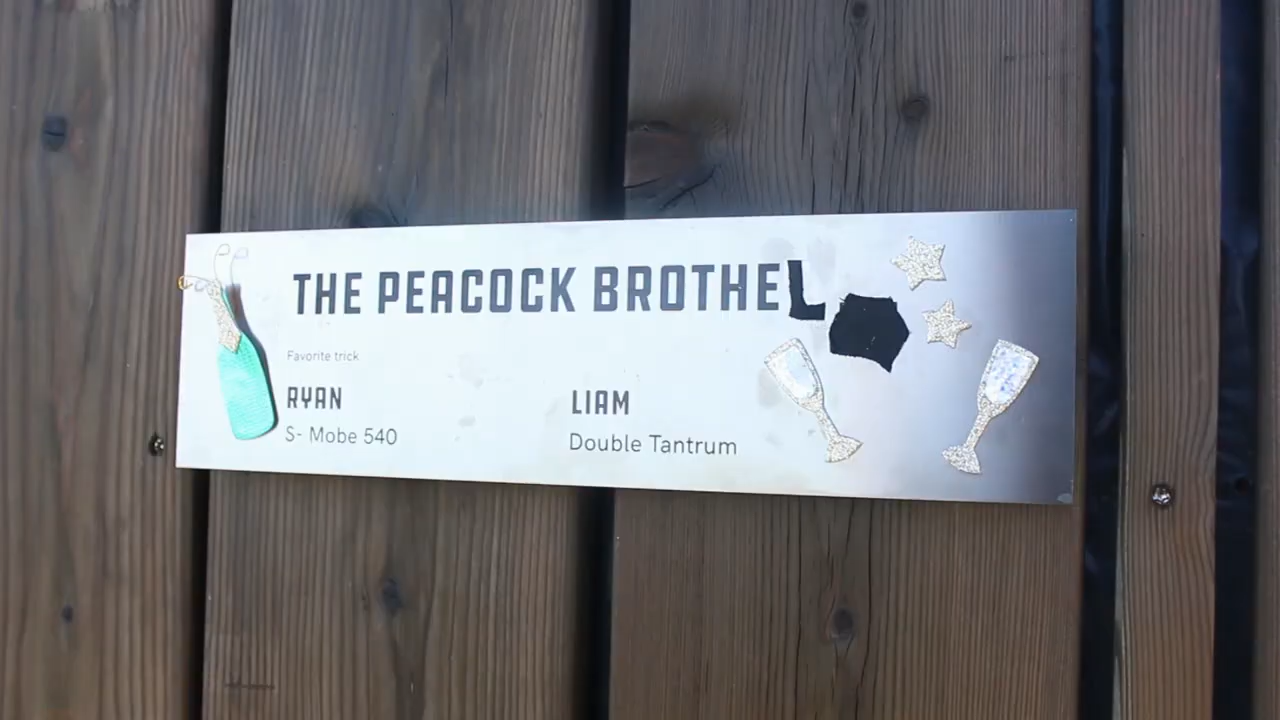 THE PEACOCK BROTHEL
Favorite trick
RYAN
S- Mobe 540
LIAM
Double Tantrum